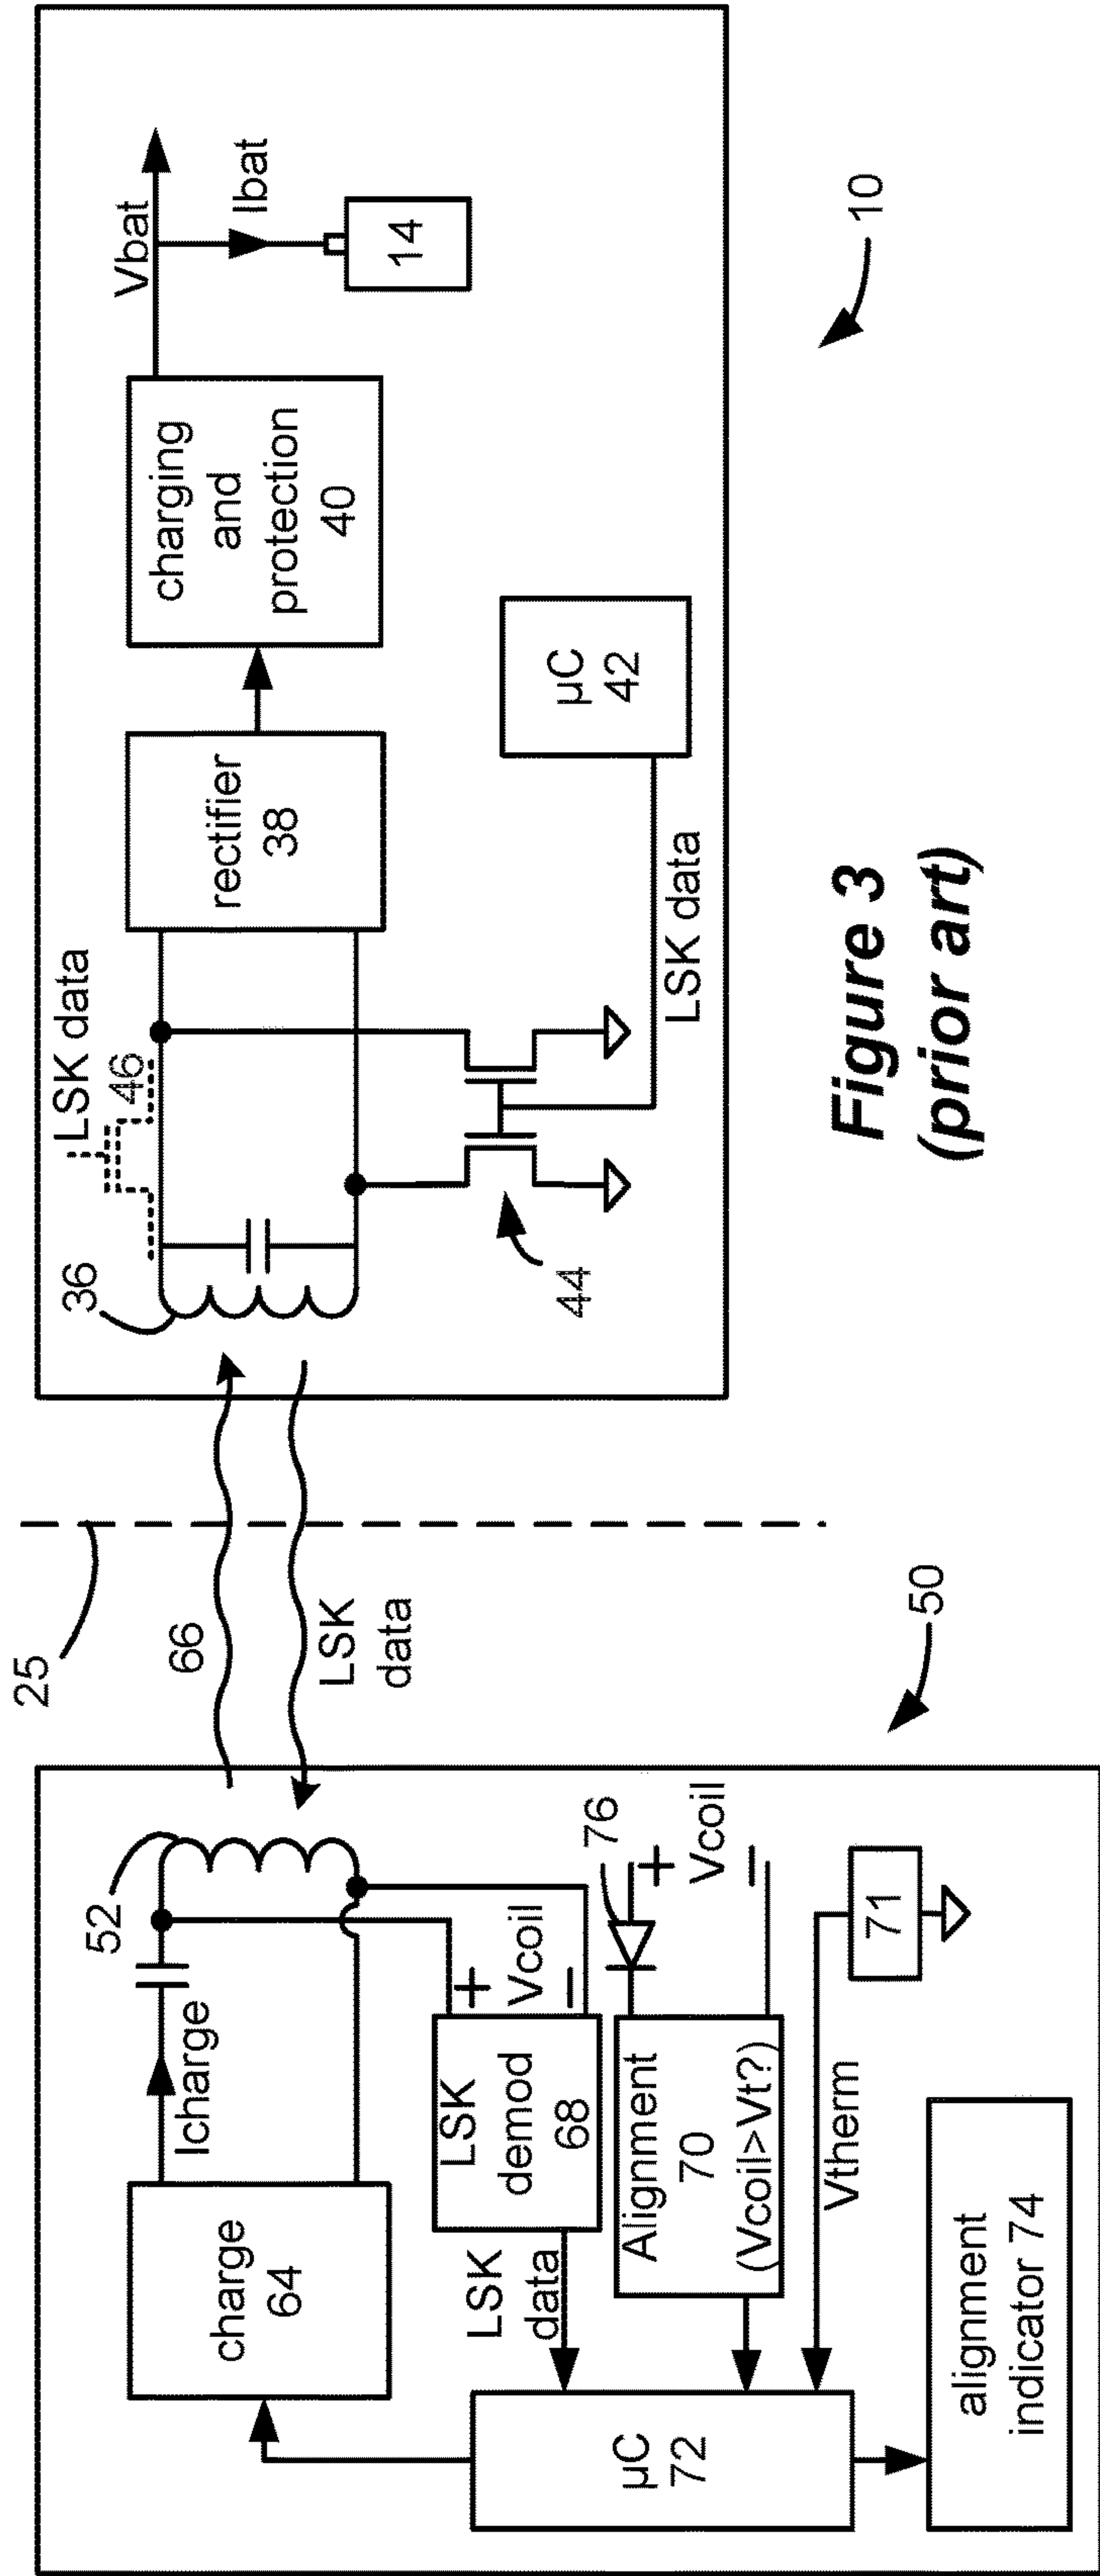 25
66
LSK
data
50
52
Icharge
charge
64
+
Vcoil
−
LSK
demod
68
LSK
data
76
+
Vcoil
−
Alignment
70
(Vcoil>Vt?)
Vtherm
71
µC
72
alignment
indicator 74
36
LSK data
46
rectifier
38
charging
and
protection
40
Vbat
Ibat
14
44
µC
42
LSK data
10
Figure 3
(prior art)